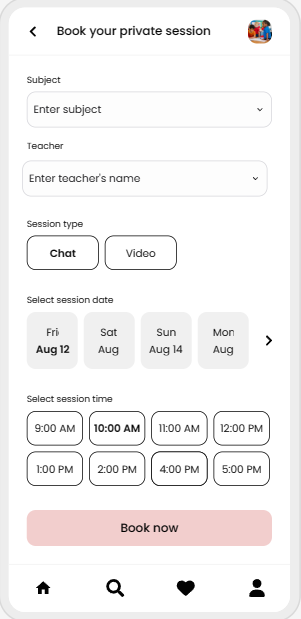 Book your private session
Subject
Enter subject
Teacher
Enter teacher's name
Session type
Chat Video
Select session date
Fri Sat Sun Mon
Aug 12 Aug Aug 14 Aug
Select session time
9:00 AM 10:00 AM 11:00 AM 12:00 PM
1:00 PM 2:00 PM 4:00 PM 5:00 PM
Book now